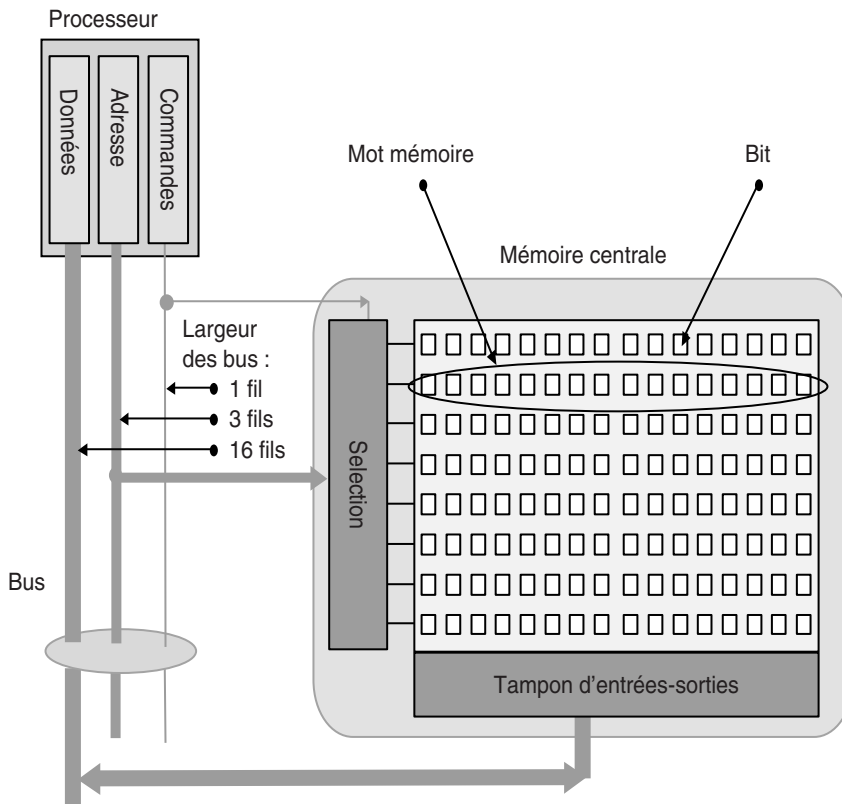 Processeur
Données
Adresse
Commandes
Mot mémoire
Bit
Mémoire centrale
Largeur
des bus :
1 fil
3 fils
16 fils
Selection
Bus
Tampon d'entrées-sorties